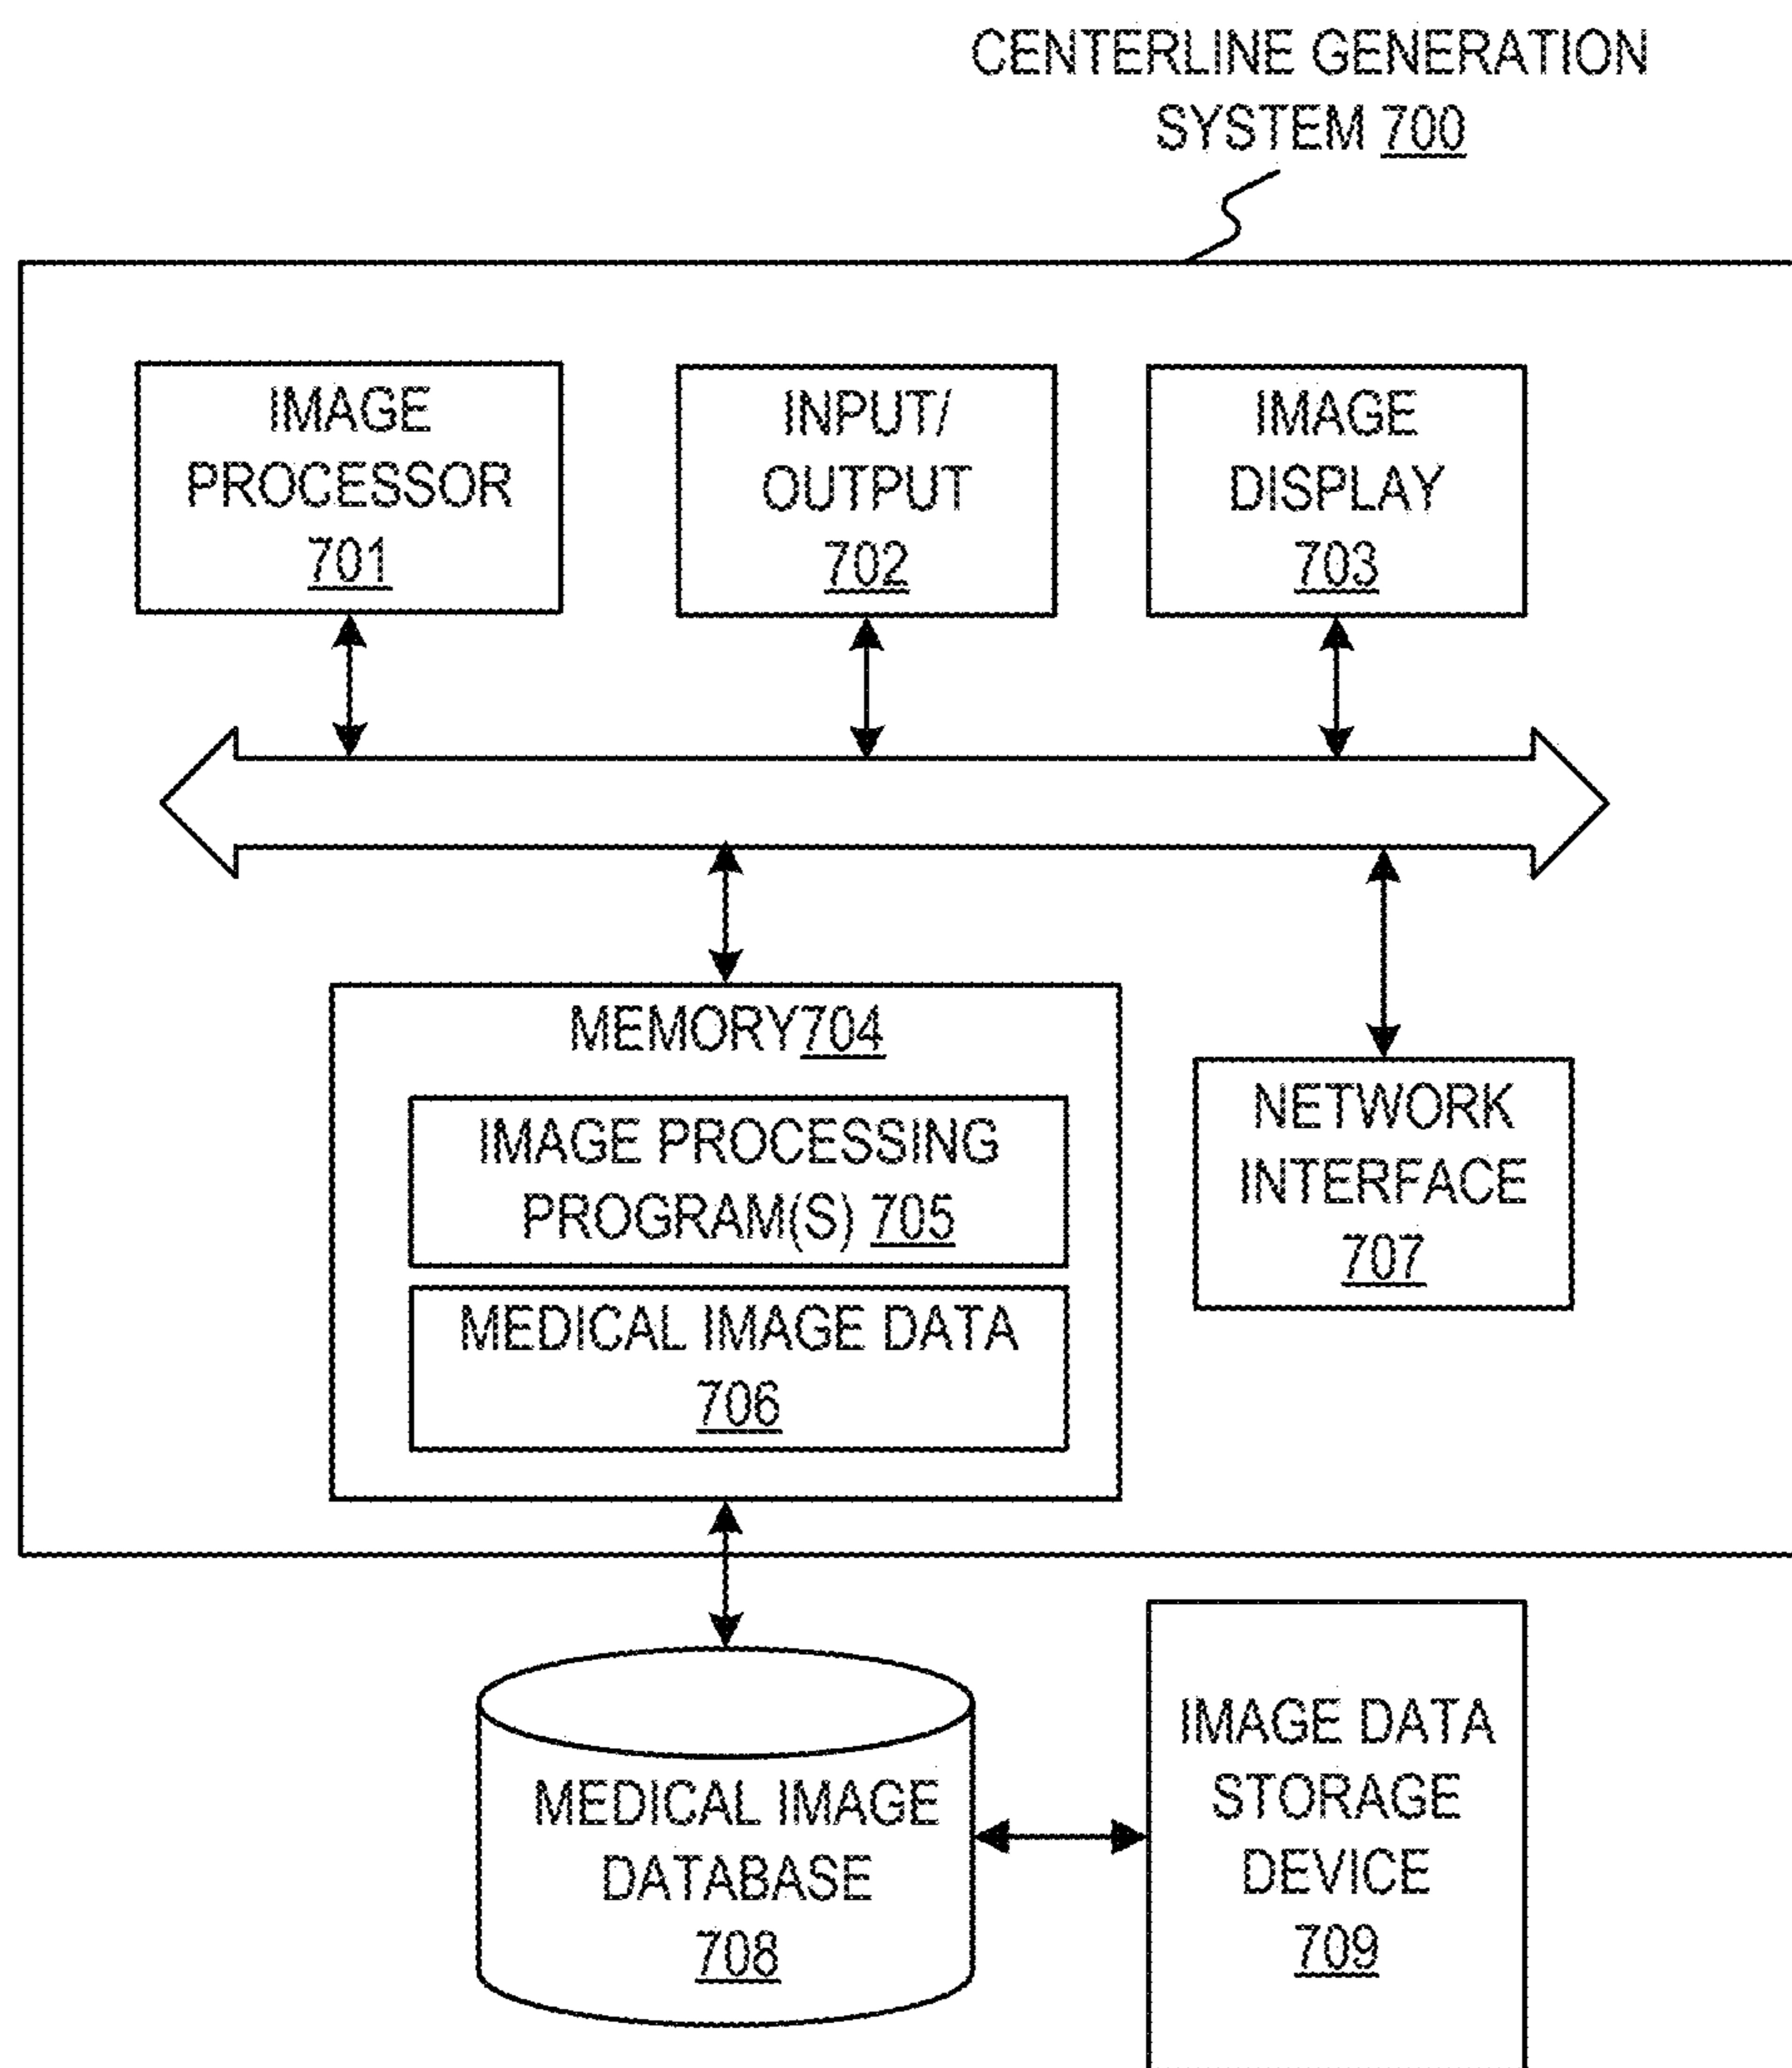 CENTERLINE GENERATION
SYSTEM 700
IMAGE
PROCESSOR
701
INPUT/
OUTPUT
702
IMAGE
DISPLAY
703
MEMORY704
IMAGE PROCESSING
PROGRAM(S) 705
MEDICAL IMAGE DATA
706
NETWORK
INTERFACE
707
MEDICAL IMAGE
DATABASE
708
IMAGE DATA
STORAGE
DEVICE
709